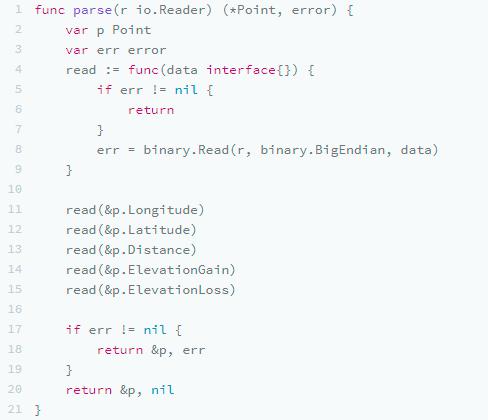 1 func parse(r io.Reader) (*Point, error) {
2     var p Point
3     var err error
4     read := func(data interface{}) {
5         if err != nil {
6             return
7         }
8         err = binary.Read(r, binary.BigEndian, data)
9     }
10
11     read(&p.Longitude)
12     read(&p.Latitude)
13     read(&p.Distance)
14     read(&p.ElevationGain)
15     read(&p.ElevationLoss)
16
17     if err != nil {
18         return &p, err
19     }
20     return &p, nil
21 }